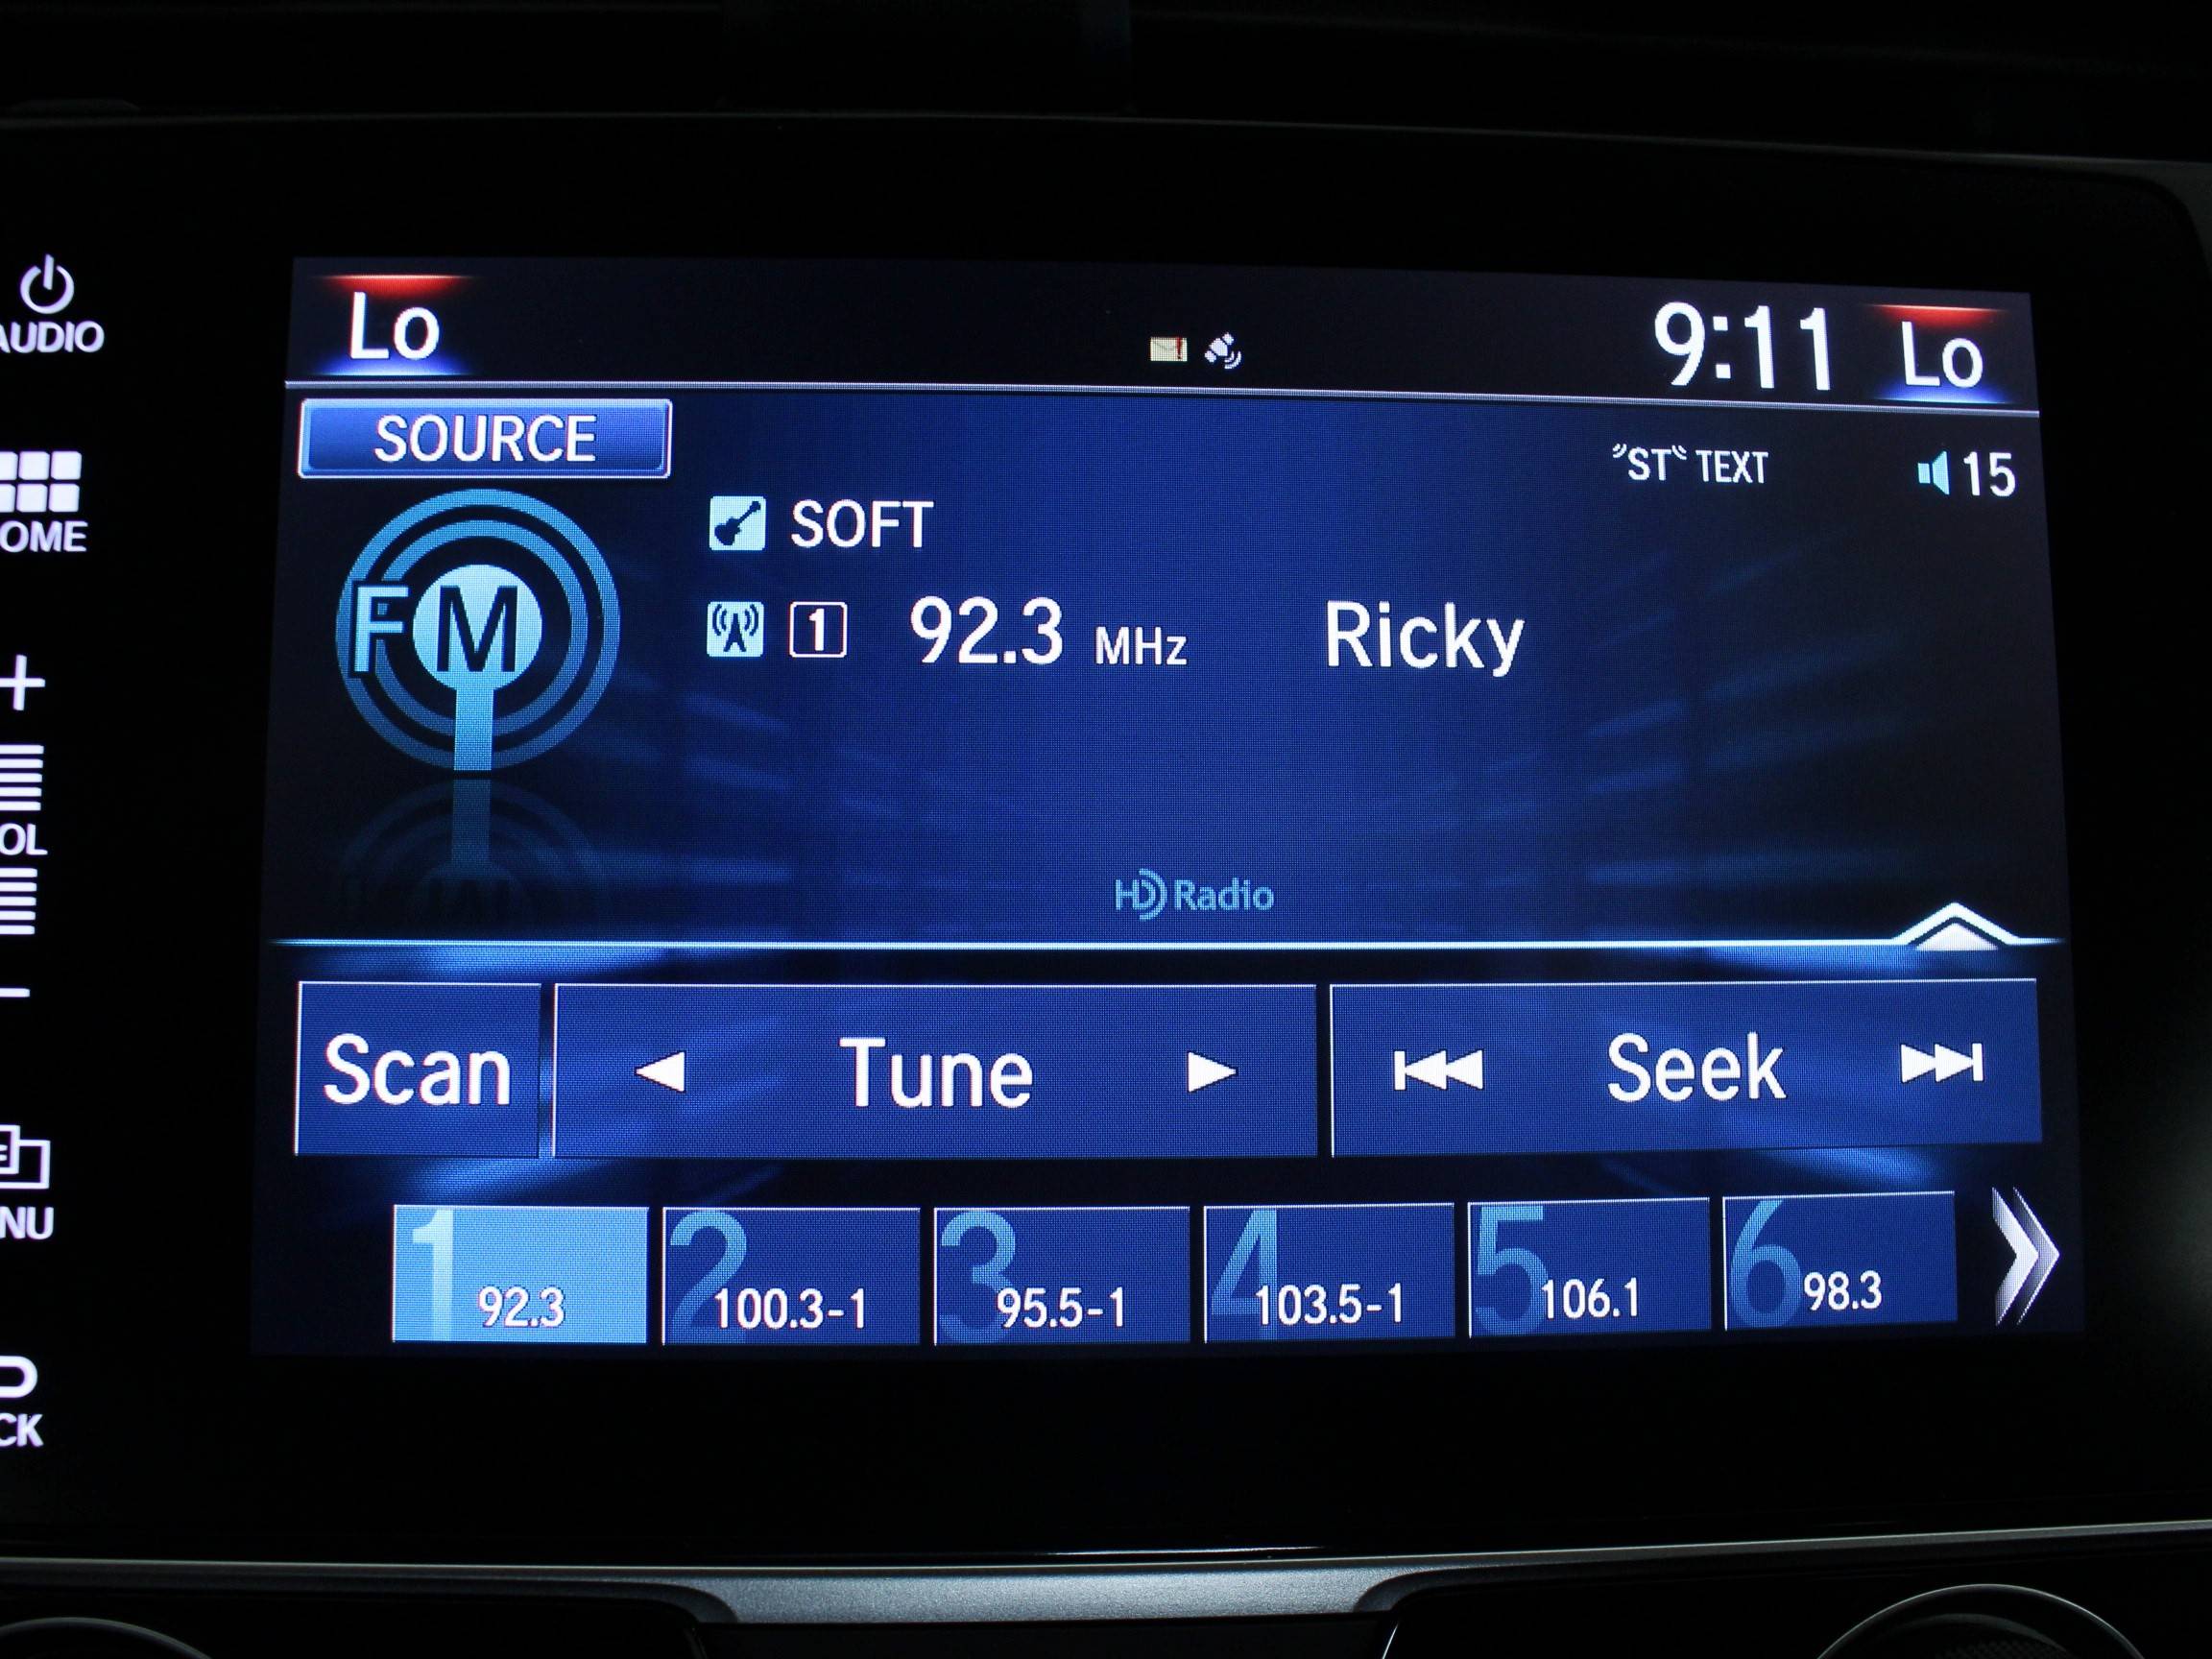 AUDIO
Lo
9:11 Lo
SOURCE
ST TEXT
15
OME
FM
SOFT
1 92.3 MHz Ricky
OL
HD Radio
Scan
Tune
Seek
NU
1 92.3
2 100.3-1
3 95.5-1
4 103.5-1
5 106.1
6 98.3
CK